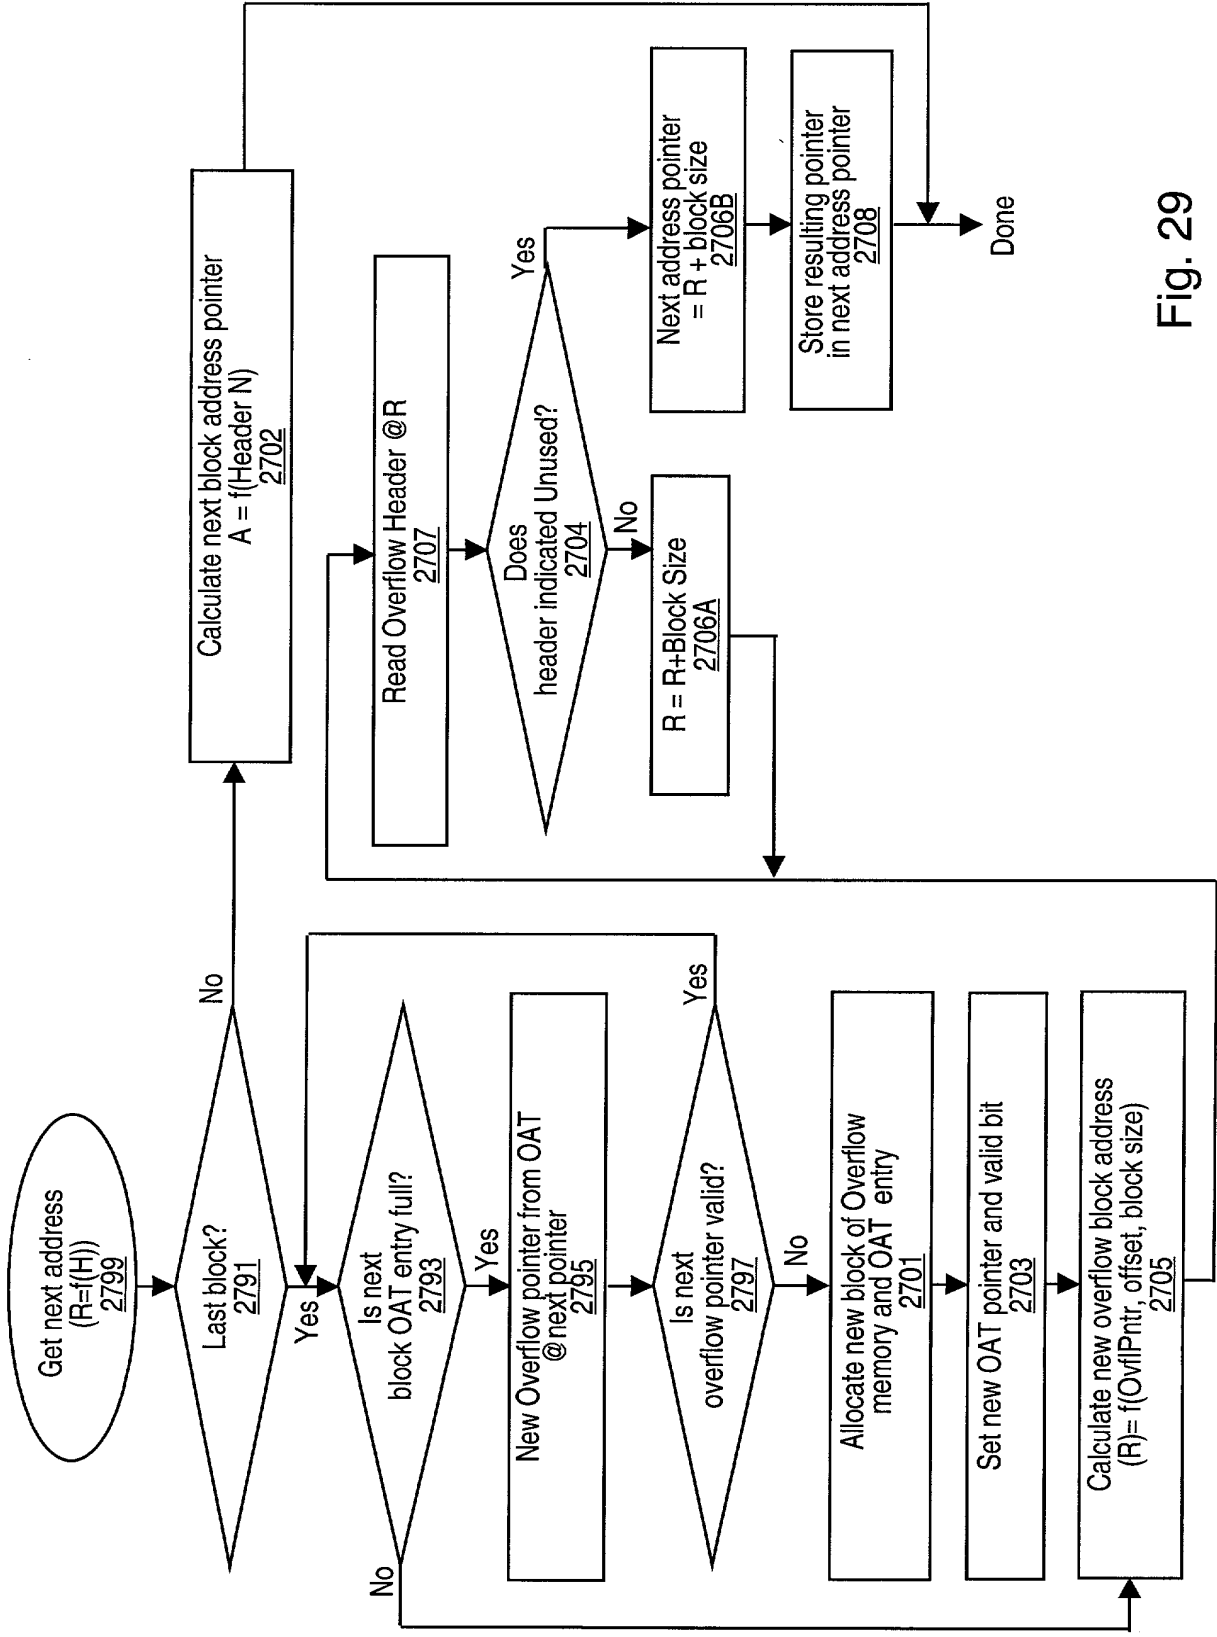 Get next address
(R=f(H))
2799
Last block?
2791
No
Yes
Is next
block OAT entry full?
2793
No
Yes
New Overflow pointer from OAT
@ next pointer
2795
Is next
overflow pointer valid?
2797
Yes
No
Allocate new block of Overflow
memory and OAT entry
2701
Set new OAT pointer and valid bit
2703
Calculate new overflow block address
(R)= f(OvflPntr, offset, block size)
2705
Calculate next block address pointer
A = f(Header N)
2702
Read Overflow Header @R
2707
Does
header indicated Unused?
2704
Yes
No
R = R+Block Size
2706A
Next address pointer
= R + block size
2706B
Store resulting pointer
in next address pointer
2708
Done
Fig. 29